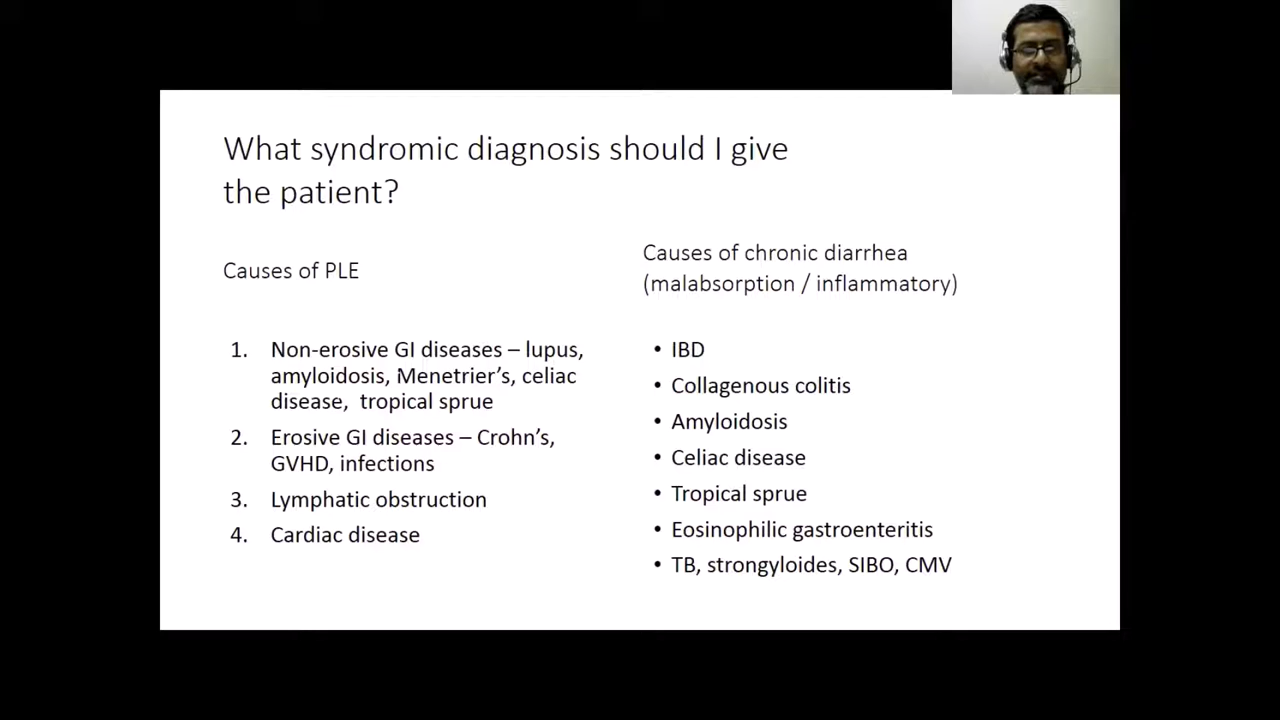 What syndromic diagnosis should I give
the patient?
Causes of PLE
1. Non-erosive GI diseases – lupus,
amyloidosis, Menetrier's, celiac
disease, tropical sprue
2. Erosive GI diseases – Crohn's,
GVHD, infections
3. Lymphatic obstruction
4. Cardiac disease
Causes of chronic diarrhea
(malabsorption / inflammatory)
• IBD
• Collagenous colitis
• Amyloidosis
• Celiac disease
• Tropical sprue
• Eosinophilic gastroenteritis
• TB, strongyloides, SIBO, CMV